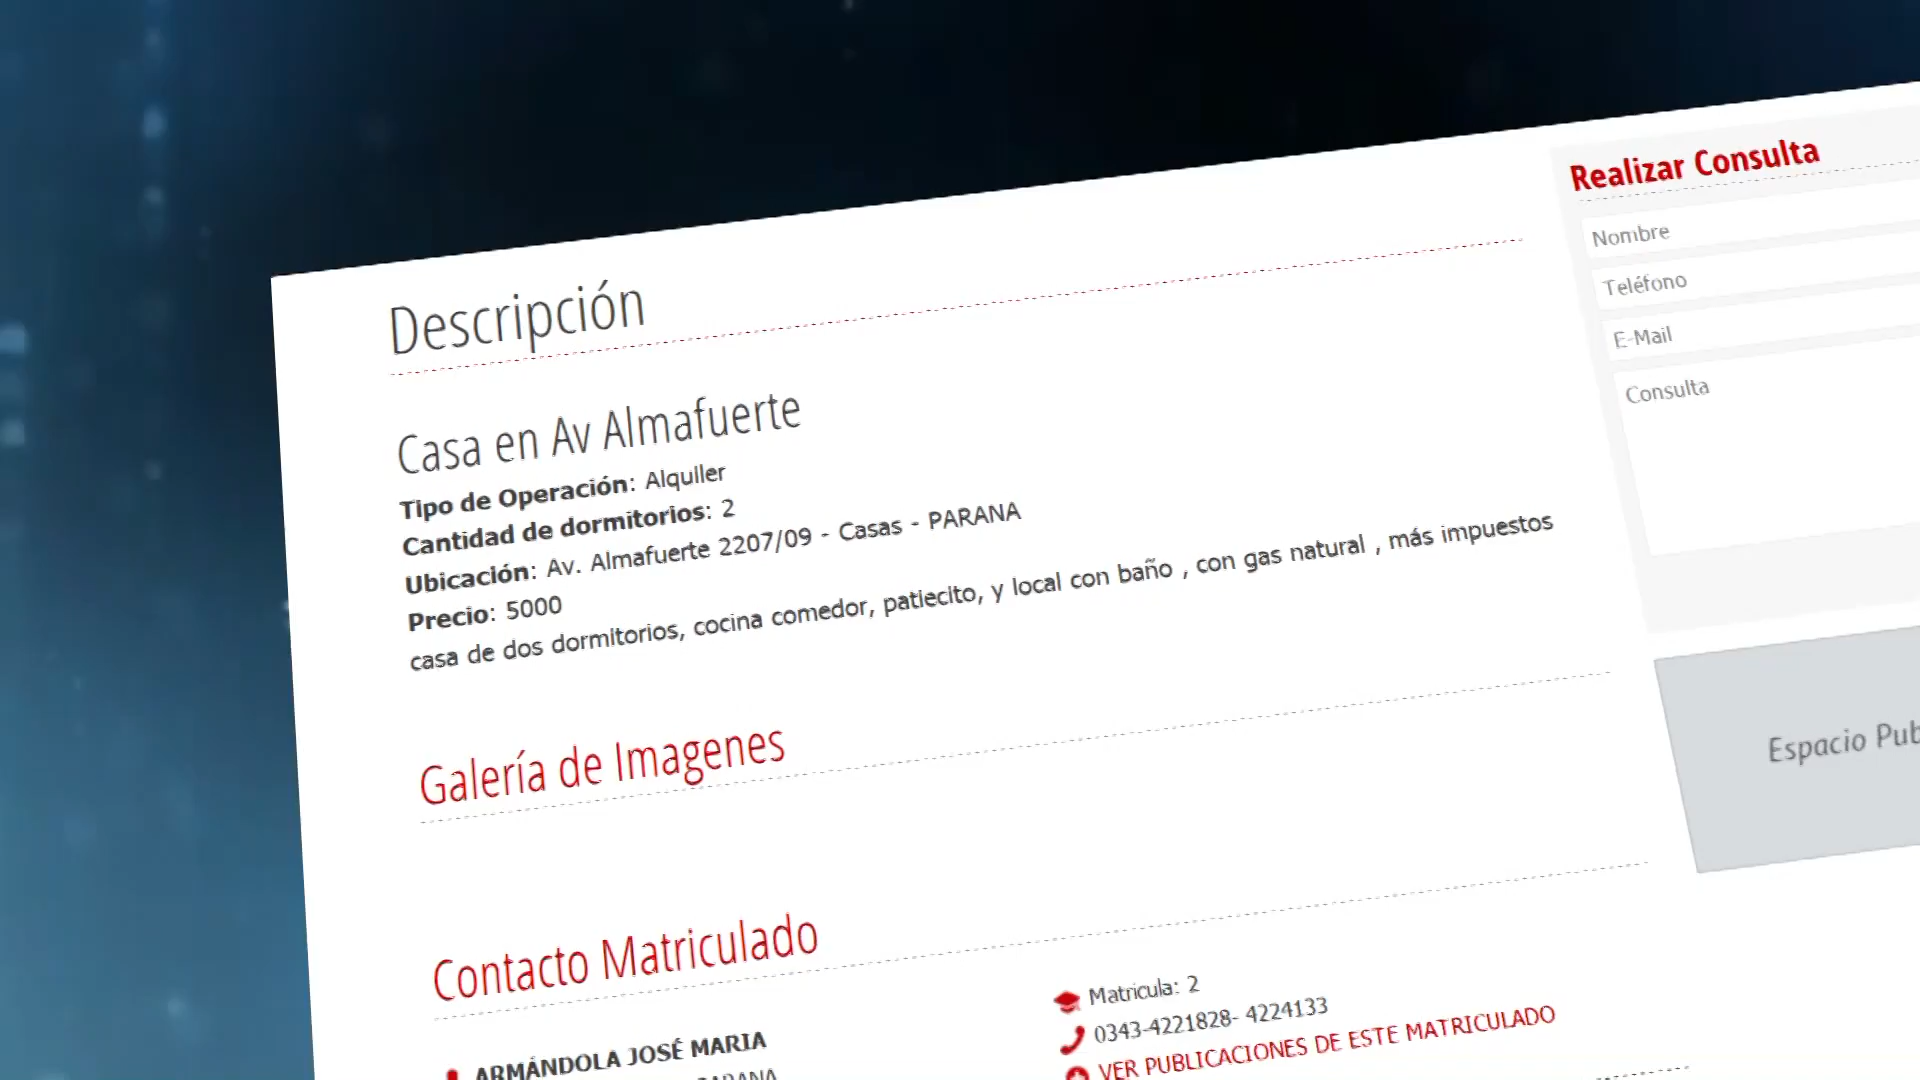 Descripción
Casa en Av Almafuerte
Tipo de Operación: Alquiler
Cantidad de dormitorios: 2
Ubicación: Av. Almafuerte 2207/09 - Casas - PARANA
Precio: 5000
casa de dos dormitorios, cocina comedor, patiecito, y local con baño , con gas natural , más impuestos
Galería de Imagenes
Contacto Matriculado
ARMÁNDOLA JOSÉ MARIA
PARANA
Matricula: 2
0343-4221828- 4224133
VER PUBLICACIONES DE ESTE MATRICULADO
Realizar Consulta
Nombre
Teléfono
E-Mail
Consulta
Espacio